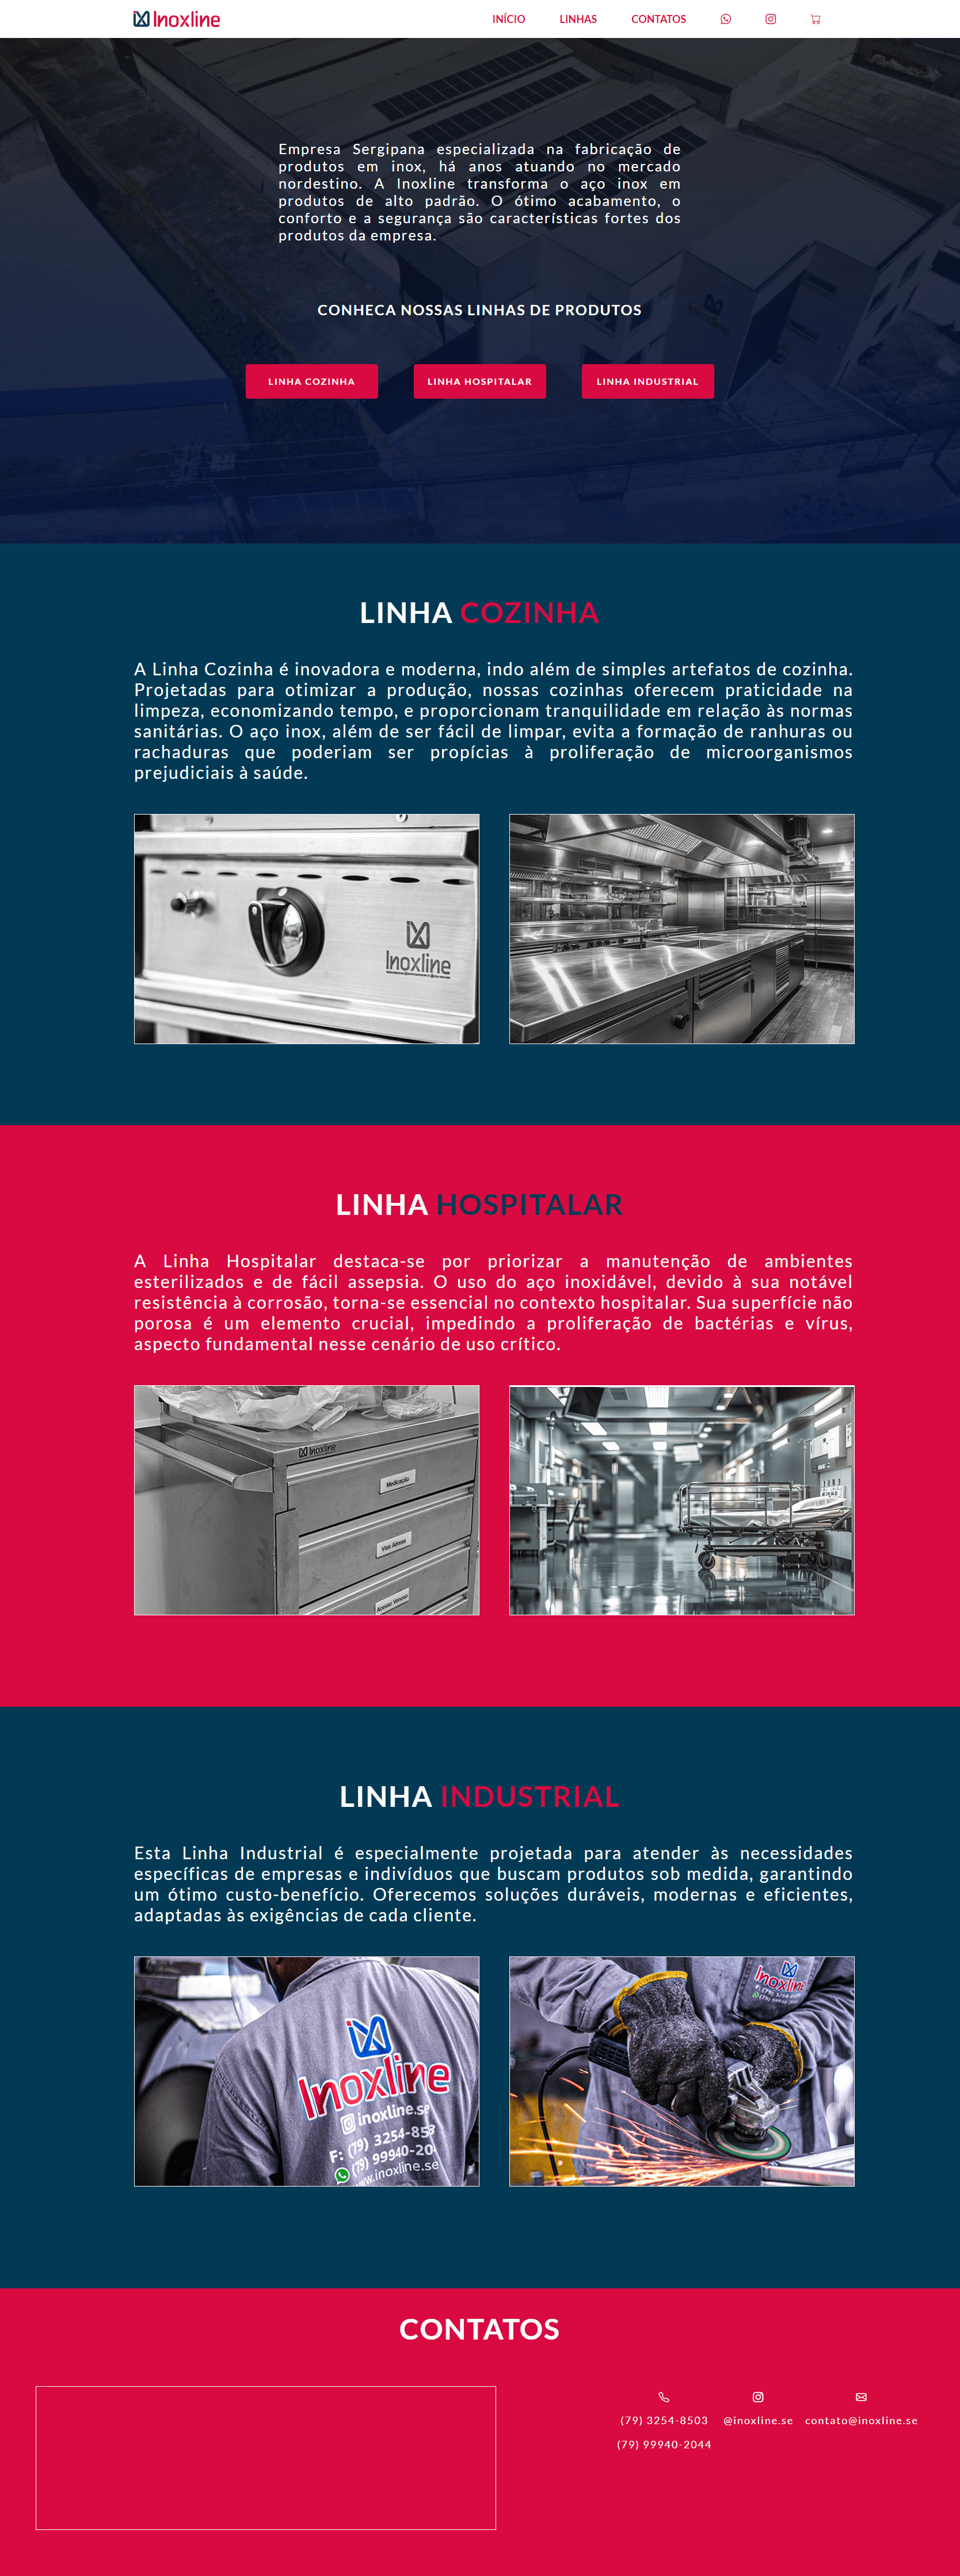 Inoxline
INÍCIO LINHAS CONTATOS
Empresa Sergipana especializada na fabricação de
produtos em inox, há anos atuando no mercado
nordestino. A Inoxline transforma o aço inox em
produtos de alto padrão. O ótimo acabamento, o
conforto e a segurança são características fortes dos
produtos da empresa.
CONHECA NOSSAS LINHAS DE PRODUTOS
LINHA COZINHA LINHA HOSPITALAR LINHA INDUSTRIAL
LINHA COZINHA
A Linha Cozinha é inovadora e moderna, indo além de simples artefatos de cozinha.
Projetadas para otimizar a produção, nossas cozinhas oferecem praticidade na
limpeza, economizando tempo, e proporcionam tranquilidade em relação às normas
sanitárias. O aço inox, além de ser fácil de limpar, evita a formação de ranhuras ou
rachaduras que poderiam ser propícias à proliferação de microorganismos
prejudiciais à saúde.
Inoxline
LINHA HOSPITALAR
A Linha Hospitalar destaca-se por priorizar a manutenção de ambientes
esterilizados e de fácil assepsia. O uso do aço inoxidável, devido à sua notável
resistência à corrosão, torna-se essencial no contexto hospitalar. Sua superfície não
porosa é um elemento crucial, impedindo a proliferação de bactérias e vírus,
aspecto fundamental nesse cenário de uso crítico.
Inoxline
Medicação
Vias Aéreas
Acesso Venoso
LINHA INDUSTRIAL
Esta Linha Industrial é especialmente projetada para atender às necessidades
específicas de empresas e indivíduos que buscam produtos sob medida, garantindo
um ótimo custo-benefício. Oferecemos soluções duráveis, modernas e eficientes,
adaptadas às exigências de cada cliente.
Inoxline
inoxline.se
F: (79) 3254-853
(79) 99940-20
www.inoxline.se
Inoxline
CONTATOS
(79) 3254-8503 @inoxline.se contato@inoxline.se
(79) 99940-2044